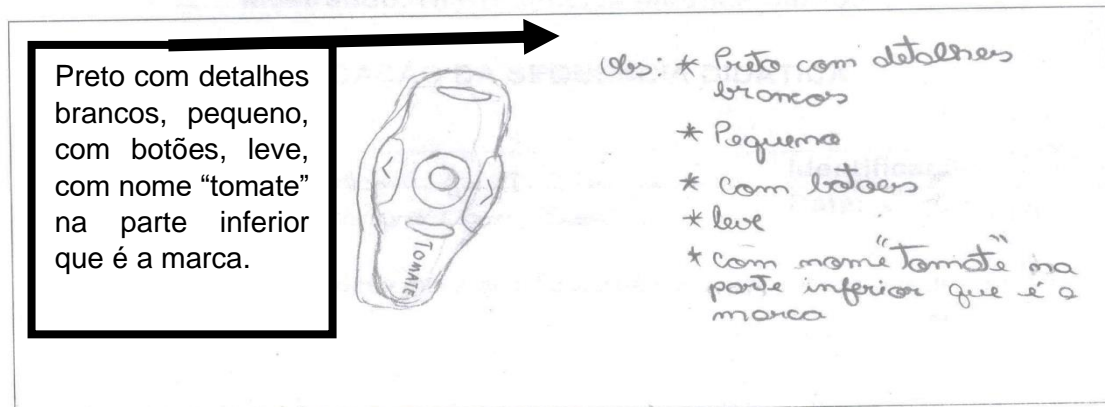 Preto com detalhes
brancos, pequeno,
com botões, leve,
com nome “tomate”
na parte inferior
que é a marca.
TOMATE
Obs: * Preto com detalhes
brancos
* Pequeno
* com botoes
* leve
* com nome "Tomate" na
parte inferior que é a
marca